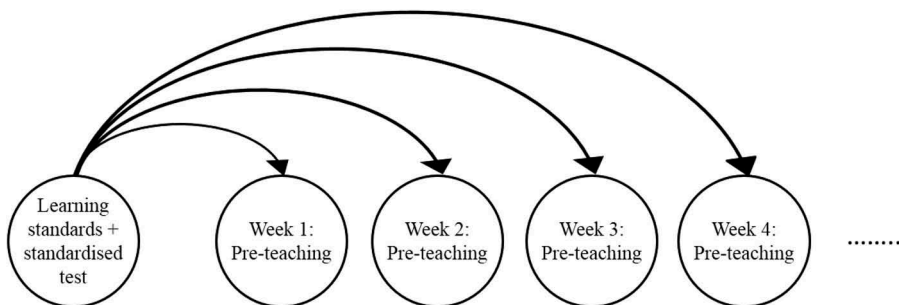 Learning
standards +
standardised
test
Week 1:
Pre-teaching
Week 2:
Pre-teaching
Week 3:
Pre-teaching
Week 4:
Pre-teaching
........